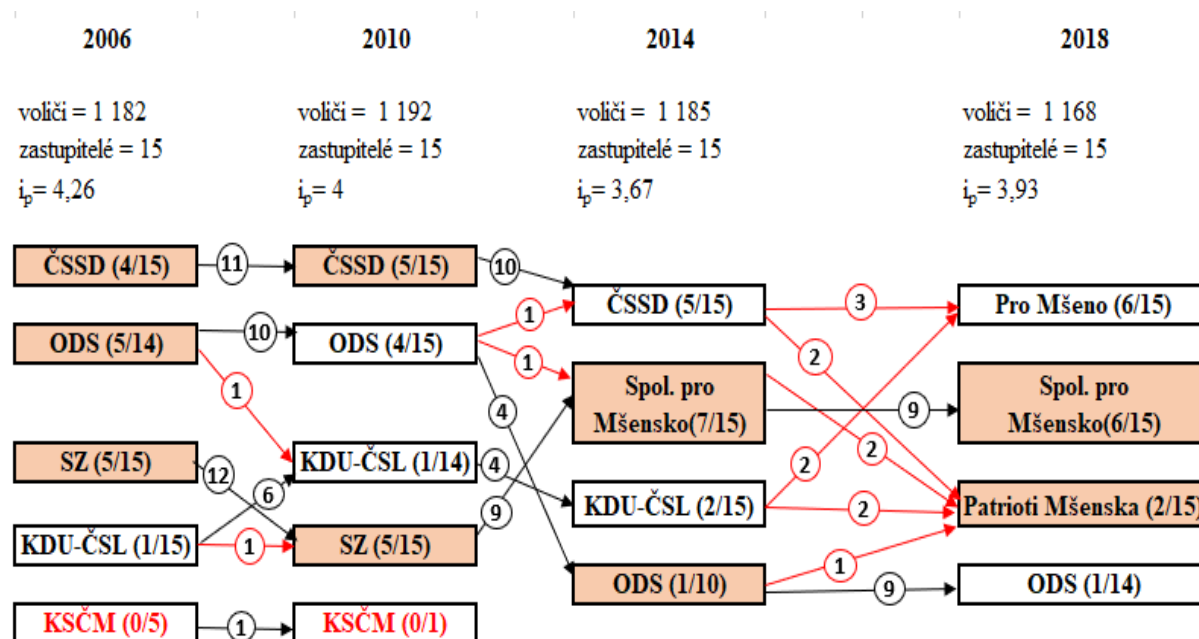 2006 2010 2014 2018
voliči = 1 182 voliči = 1 192 voliči = 1 185 voliči = 1 168
zastupitelé = 15 zastupitelé = 15 zastupitelé = 15 zastupitelé = 15
ip= 4,26 ip= 4 ip= 3,67 ip= 3,93
ČSSD (4/15) 11 ČSSD (5/15) 10
ČSSD (5/15) 3 Pro Mšeno (6/15)
1
ODS (5/14) 10 ODS (4/15)
2
1
1
Spol. pro Spol. pro
Mšensko(7/15) 9 Mšensko(6/15)
4
2
SZ (5/15) 12 KDU-ČSL (1/14) 4
2
6
KDU-ČSL (2/15) 2 Patrioti Mšenska (2/15)
9
KDU-ČSL (1/15) 1 SZ (5/15)
1
ODS (1/10) 9 ODS (1/14)
KSČM (0/5) 1 KSČM (0/1)